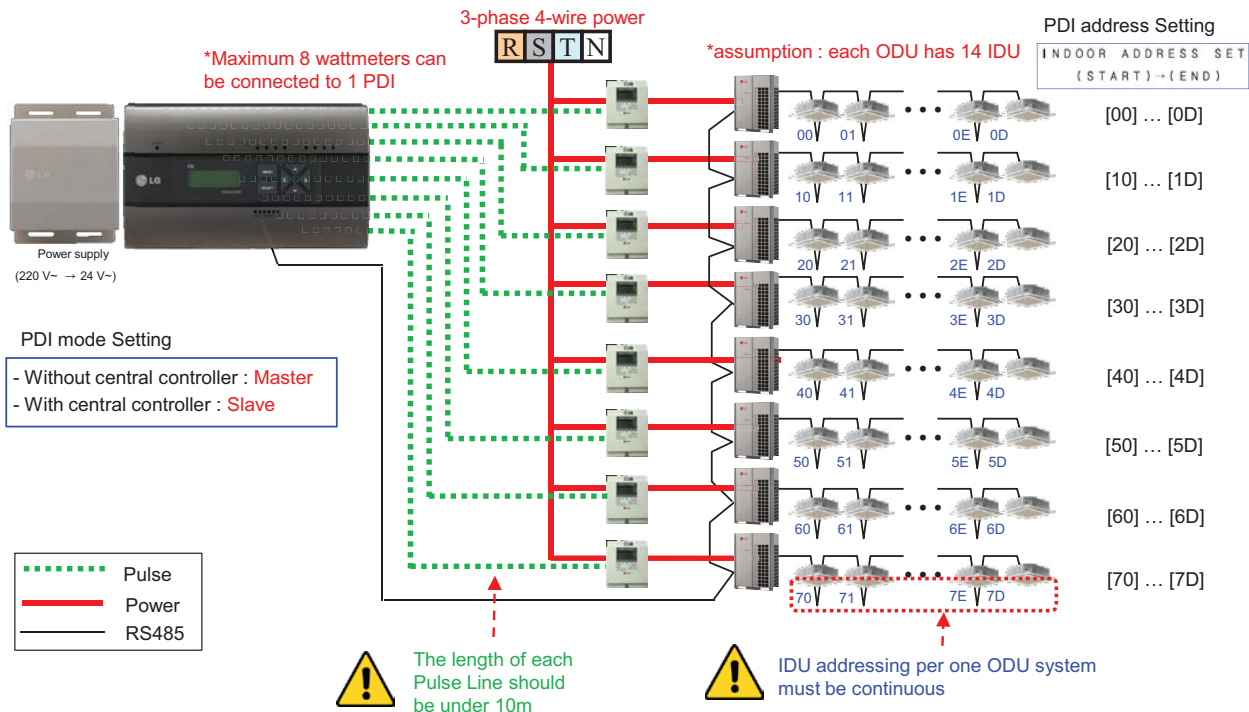 3-phase 4-wire power
R S T N
*Maximum 8 wattmeters can
be connected to 1 PDI
*assumption : each ODU has 14 IDU
PDI address Setting
INDOOR ADDRESS SET
(START)→(END)
LG
LG
MENU
Power supply
(220 V~ → 24 V~)
PDI mode Setting
- Without central controller : Master
- With central controller : Slave
00 01 0E 0D
[00] ... [0D]
10 11 1E 1D
[10] ... [1D]
20 21 2E 2D
[20] ... [2D]
30 31 3E 3D
[30] ... [3D]
40 41 4E 4D
[40] ... [4D]
50 51 5E 5D
[50] ... [5D]
60 61 6E 6D
[60] ... [6D]
70 71 7E 7D
[70] ... [7D]
Pulse
Power
RS485
The length of each
Pulse Line should
be under 10m
IDU addressing per one ODU system
must be continuous